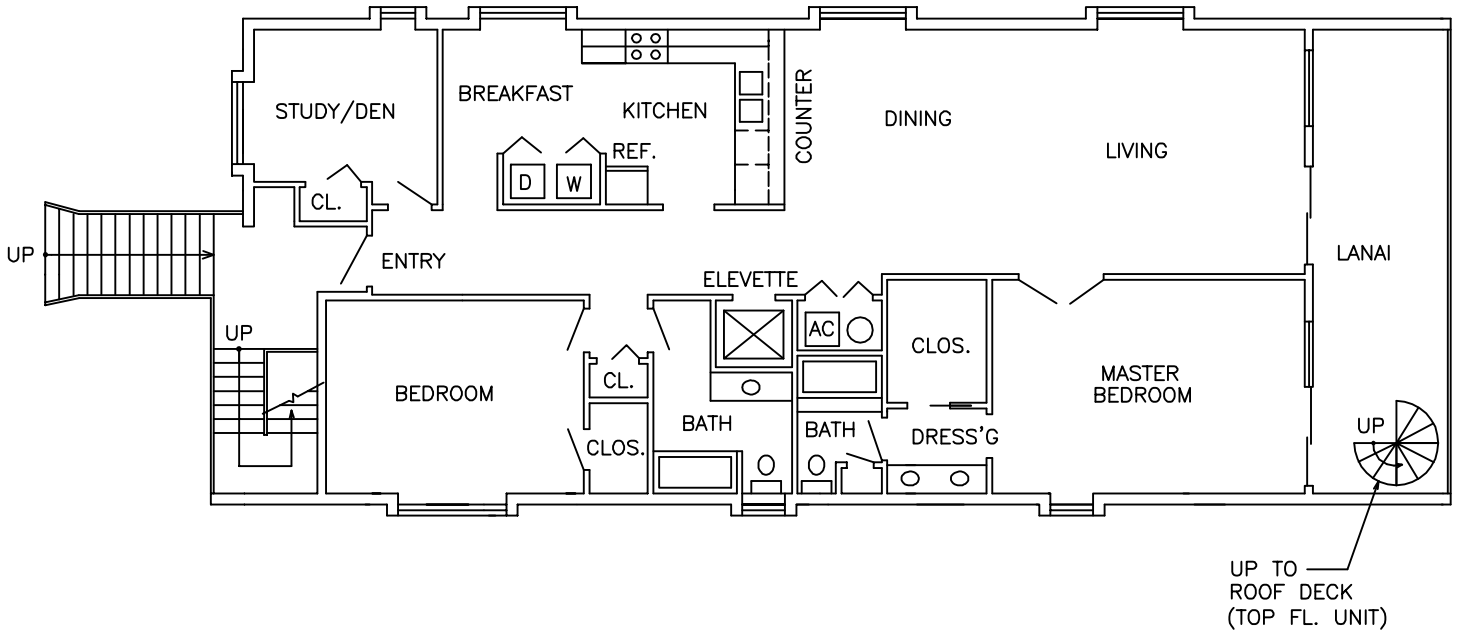 STUDY/DEN
BREAKFAST
KITCHEN
COUNTER
DINING
LIVING
REF.
D
W
CL.
UP
ENTRY
ELEVETTE
LANAI
UP
AC
CLOS.
BEDROOM
CL.
MASTER
BEDROOM
BATH
BATH
DRESS'G
CLOS.
UP
UP TO
ROOF DECK
(TOP FL. UNIT)